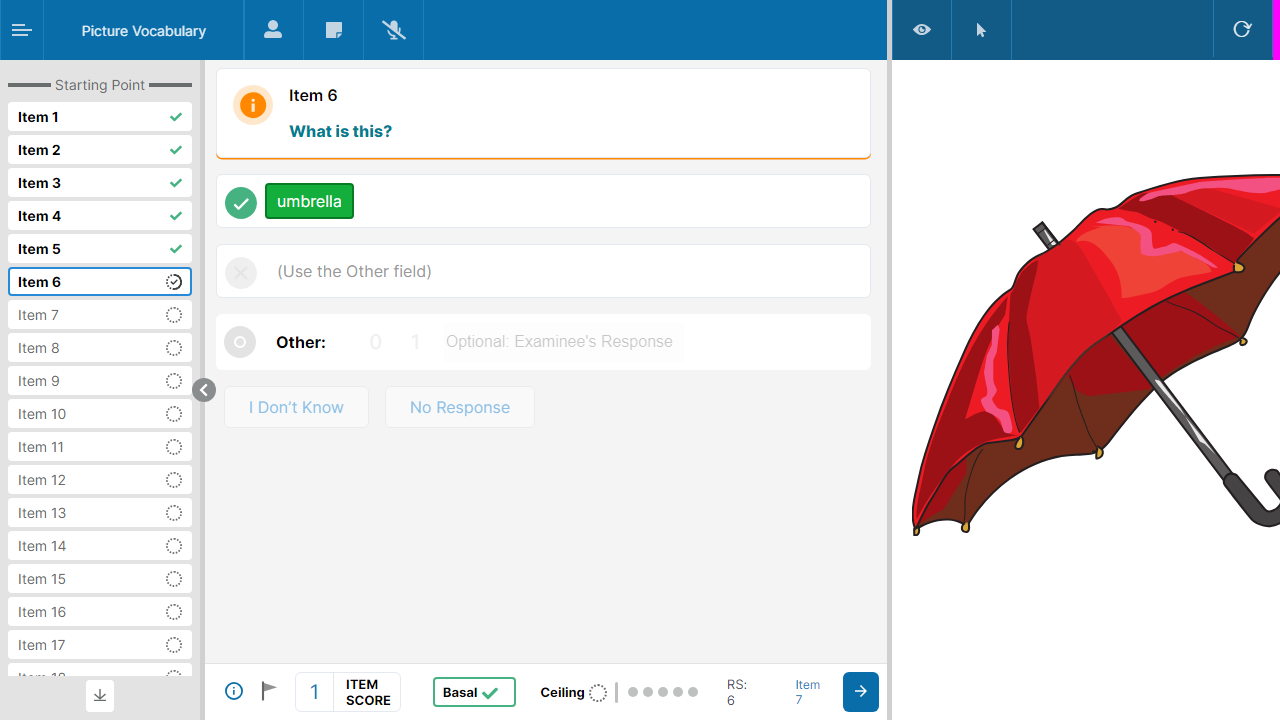 Picture Vocabulary
Starting Point
Item 1
Item 2
Item 3
Item 4
Item 5
Item 6
Item 7
Item 8
Item 9
Item 10
Item 11
Item 12
Item 13
Item 14
Item 15
Item 16
Item 17
Item 18
Item 6
What is this?
umbrella
(Use the Other field)
Other: 0 1 Optional: Examinee's Response
I Don't Know No Response
1 ITEM SCORE
Basal
Ceiling
RS: 6
Item 7